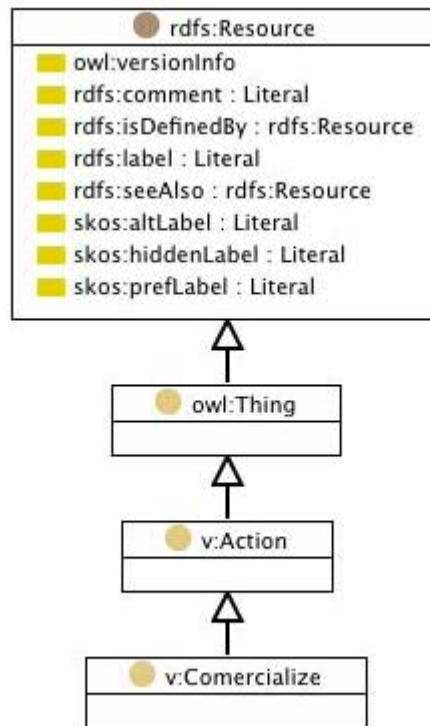 rdfs:Resource
owl:versionInfo
rdfs:comment : Literal
rdfs:isDefinedBy : rdfs:Resource
rdfs:label : Literal
rdfs:seeAlso : rdfs:Resource
skos:altLabel : Literal
skos:hiddenLabel : Literal
skos:prefLabel : Literal
owl:Thing
v:Action
v:Comercialize